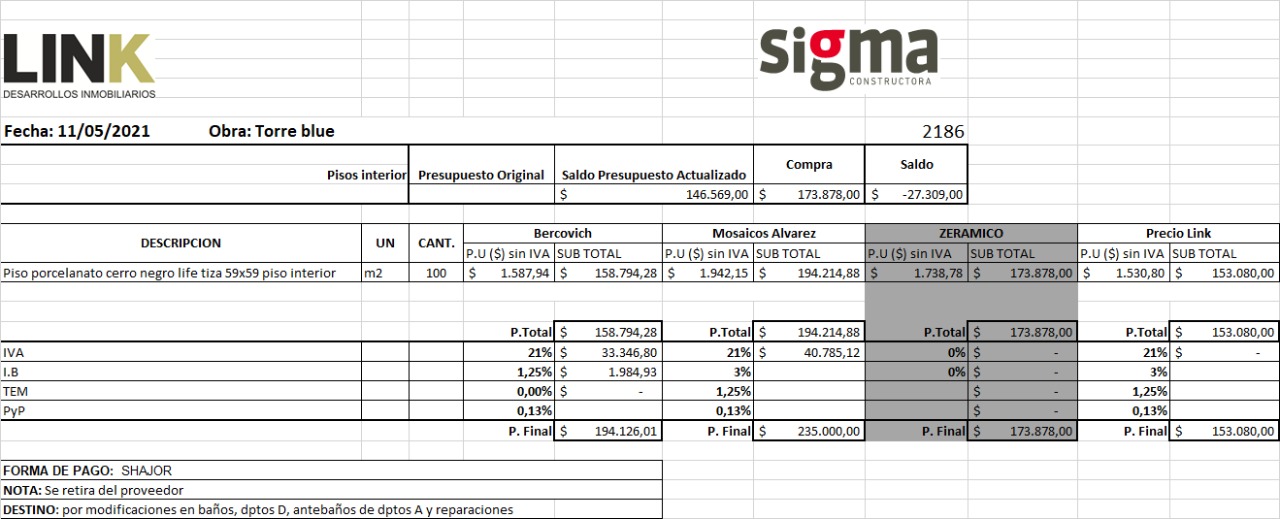 LINK
DESARROLLOS INMOBILIARIOS
Sigma
CONSTRUCTORA
Fecha: 11/05/2021 Obra: Torre blue 2186
Pisos interior Presupuesto Original Saldo Presupuesto Actualizado Compra Saldo
$ 146.569,00 $ 173.878,00 $ -27.309,00
DESCRIPCION UN CANT. Bercovich Mosaicos Alvarez ZERAMICO Precio Link
P.U ($) sin IVA SUB TOTAL P.U ($) sin IVA SUB TOTAL P.U ($) sin IVA SUB TOTAL P.U ($) sin IVA SUB TOTAL
Piso porcelanato cerro negro life tiza 59x59 piso interior m2 100 $ 1.587,94 $ 158.794,28 $ 1.942,15 $ 194.214,88 $ 1.738,78 $ 173.878,00 $ 1.530,80 $ 153.080,00
P.Total $ 158.794,28 P.Total $ 194.214,88 P.Total $ 173.878,00 P.Total $ 153.080,00
IVA 21% $ 33.346,80 21% $ 40.785,12 0% $ - 21% $ -
I.B 1,25% $ 1.984,93 3% 0% $ - 3%
TEM 0,00% $ - 1,25% $ - 1,25%
PyP 0,13% 0,13% $ - 0,13%
P. Final $ 194.126,01 P. Final $ 235.000,00 P. Final $ 173.878,00 P. Final $ 153.080,00
FORMA DE PAGO: SHAJOR
NOTA: Se retira del proveedor
DESTINO: por modificaciones en baños, dptos D, antebaños de dptos A y reparaciones